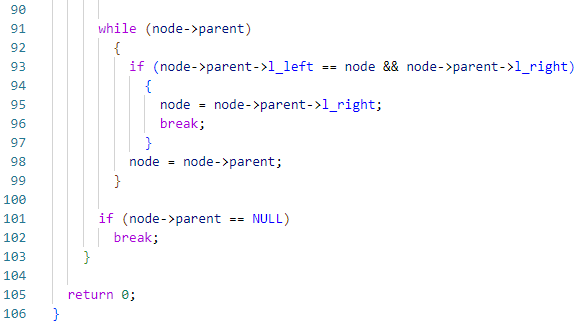 90
91 while (node->parent)
92 {
93 if (node->parent->l_left == node && node->parent->l_right)
94 {
95 node = node->parent->l_right;
96 break;
97 }
98 node = node->parent;
99 }
100
101 if (node->parent == NULL)
102 break;
103 }
104
105 return 0;
106 }